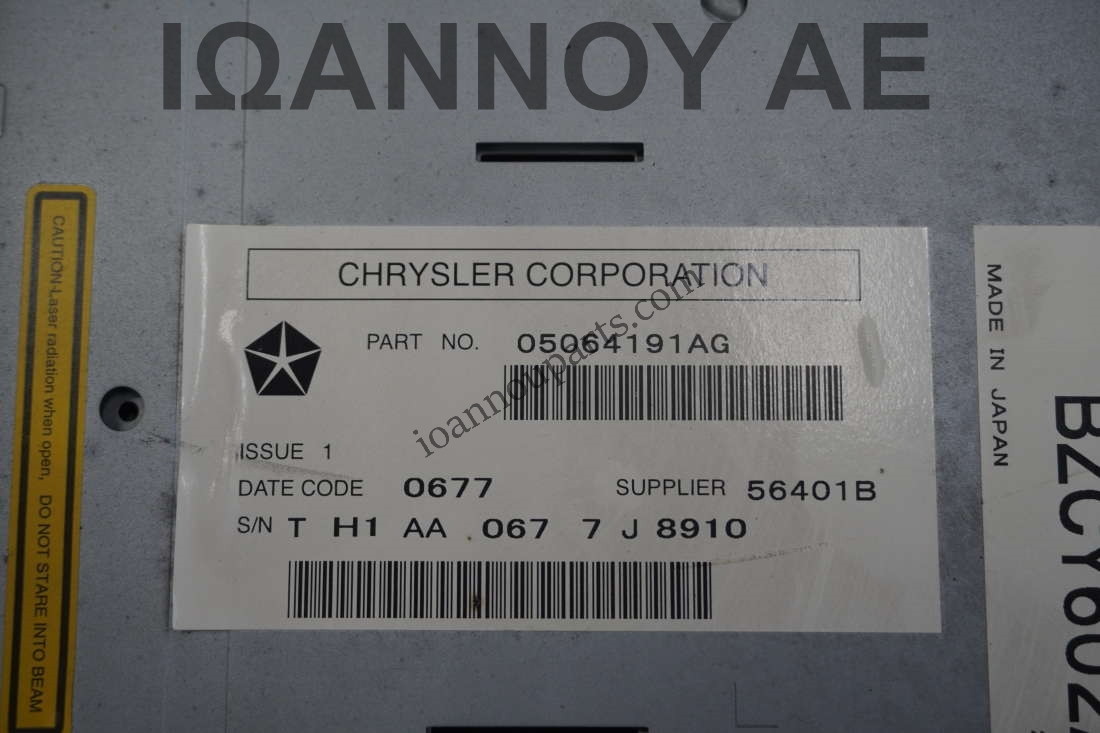 ΙΩΑΝΝΟΥ ΑΕ
CAUTION-Laser radiation when open, DO NOT STARE INTO BEAM
CHRYSLER CORPORATION
PART NO. 05064191AG
ioannouparts.com
ISSUE 1
DATE CODE 0677
SUPPLIER 56401B
S/N T H1 AA 067 7 J 8910
MADE IN JAPAN
BZCY602